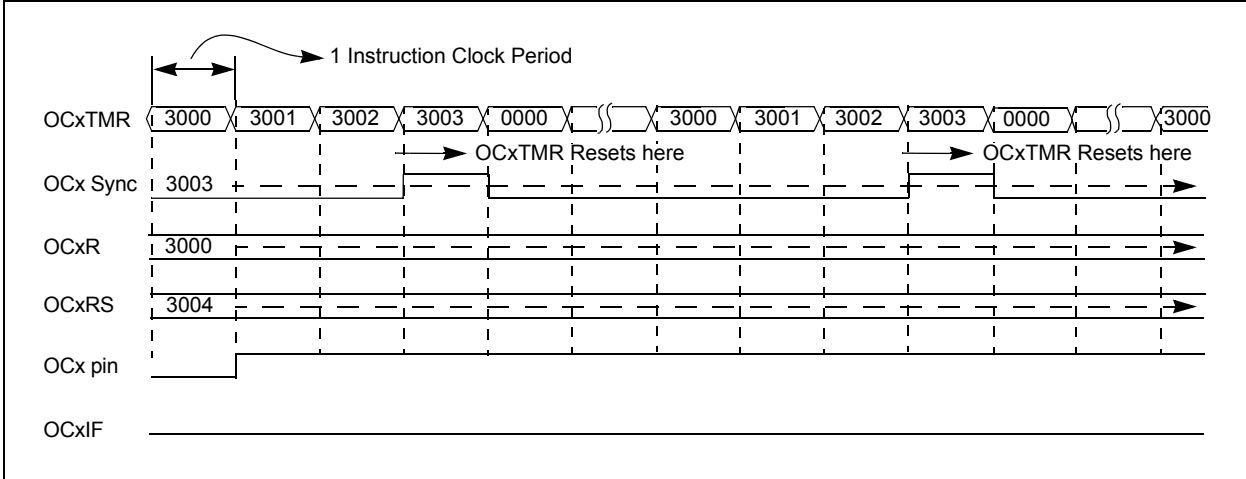 1 Instruction Clock Period
OCxTMR 3000 3001 3002 3003 0000 3000 3001 3002 3003 0000 3000
OCxTMR Resets here OCxTMR Resets here
OCx Sync 3003
OCxR 3000
OCxRS 3004
OCx pin
OCxIF